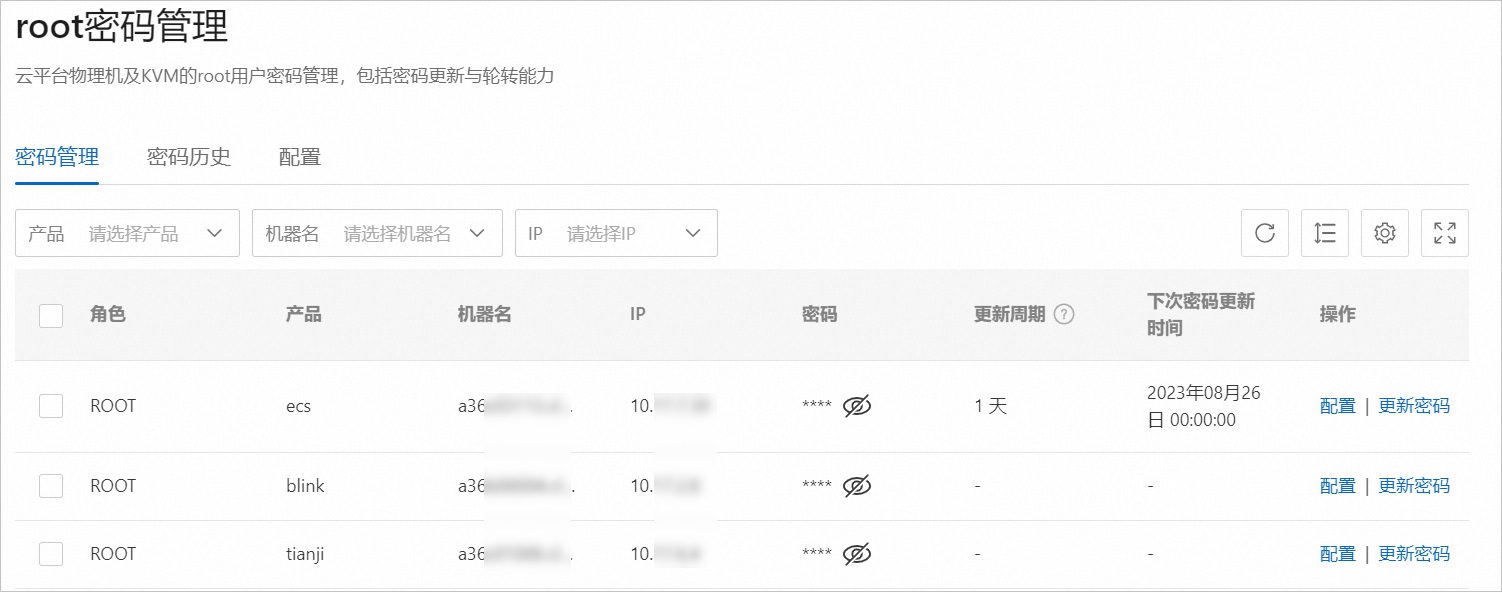 root密码管理
云平台物理机及KVM的root用户密码管理，包括密码更新与轮转能力
密码管理 密码历史 配置
产品 请选择产品 机器名 请选择机器名 IP 请选择IP
角色 产品 机器名 IP 密码 更新周期 ? 下次密码更新 操作
时间
ROOT ecs a36 10. **** 1 天 2023年08月26 配置 | 更新密码
日 00:00:00
ROOT blink a36 10. **** - - 配置 | 更新密码
ROOT tianji a36 10. **** - - 配置 | 更新密码